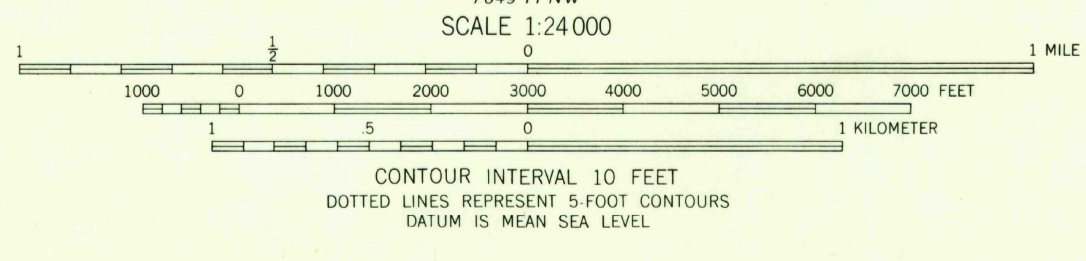 SCALE 1:24 000
1 ½ 0 1 MILE
1000 0 1000 2000 3000 4000 5000 6000 7000 FEET
1 .5 0 1 KILOMETER
CONTOUR INTERVAL 10 FEET
DOTTED LINES REPRESENT 5-FOOT CONTOURS
DATUM IS MEAN SEA LEVEL